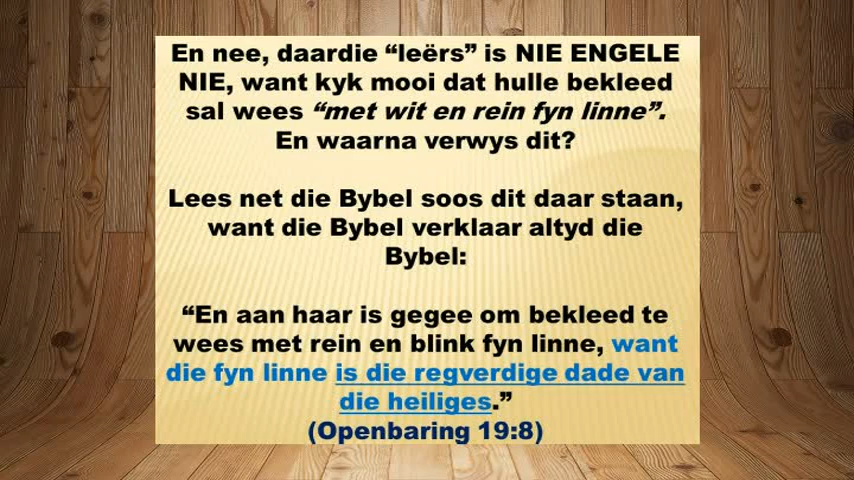 En nee, daardie “leërs” is NIE ENGELE
NIE, want kyk mooi dat hulle bekleed
sal wees “met wit en rein fyn linne”.
En waarna verwys dit?
Lees net die Bybel soos dit daar staan,
want die Bybel verklaar altyd die
Bybel:
“En aan haar is gegee om bekleed te
wees met rein en blink fyn linne, want
die fyn linne is die regverdige dade van
die heiliges.”
(Openbaring 19:8)